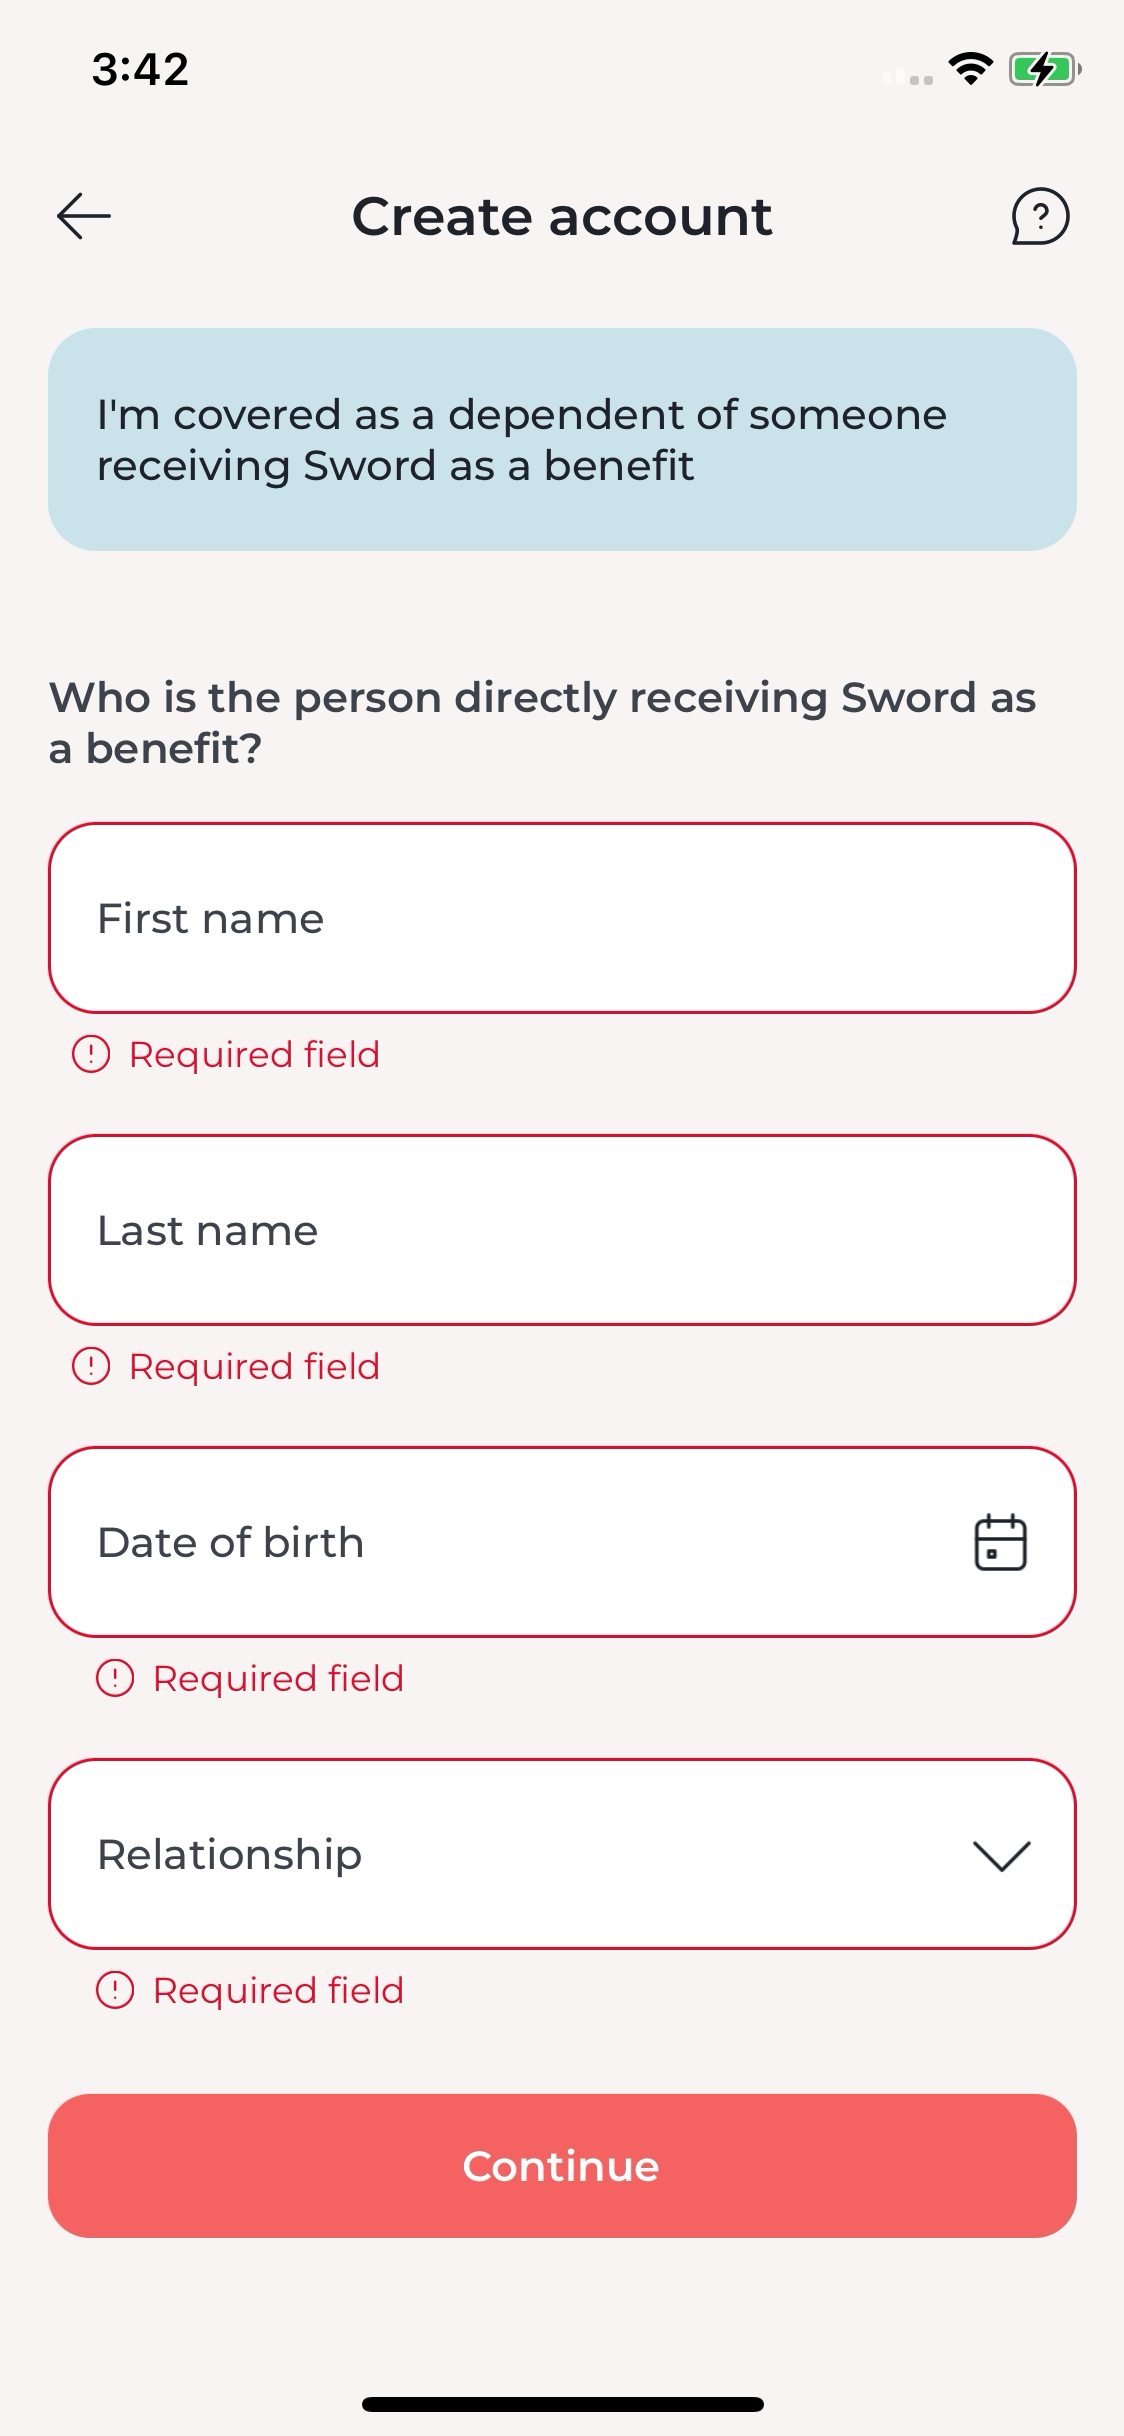 3:42
Create account
I'm covered as a dependent of someone
receiving Sword as a benefit
Who is the person directly receiving Sword as
a benefit?
First name
Required field
Last name
Required field
Date of birth
Required field
Relationship
Required field
Continue